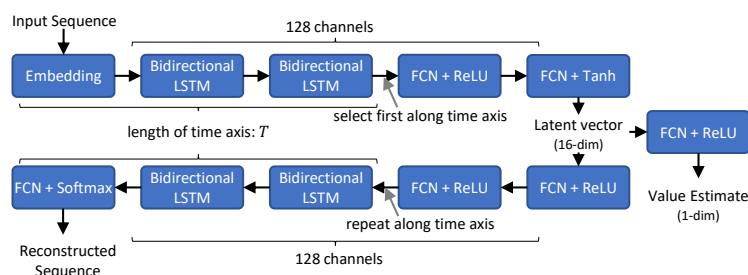 Input Sequence
128 channels
Embedding
Bidirectional
LSTM
Bidirectional
LSTM
FCN + ReLU
FCN + Tanh
select first along time axis
length of time axis: T
Latent vector
(16-dim)
FCN + ReLU
FCN + Softmax
Bidirectional
LSTM
Bidirectional
LSTM
FCN + ReLU
FCN + ReLU
Value Estimate
(1-dim)
repeat along time axis
Reconstructed
Sequence
128 channels